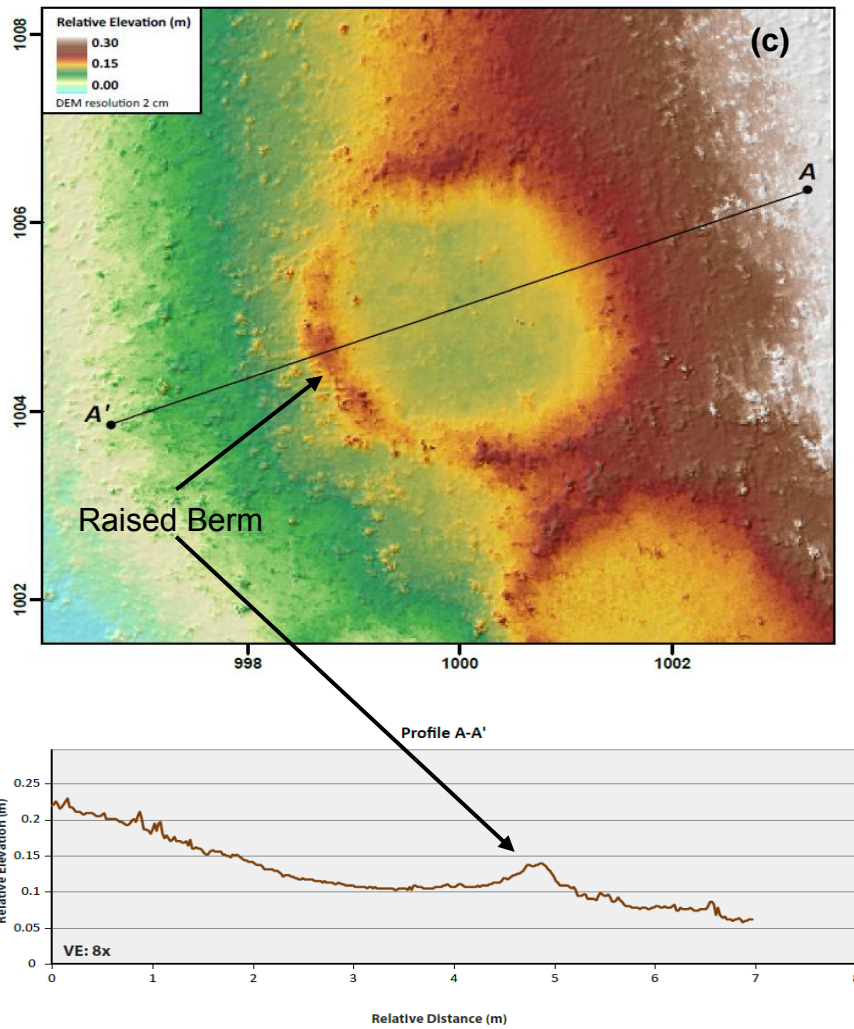 Relative Elevation (m)
0.30
0.15
0.00
DEM resolution 2 cm
(c)
1008
1006
1004
1002
A
A'
Raised Berm
998
1000
1002
Profile A-A'
Relative Elevation (m)
0.25
0.2
0.15
0.1
0.05
0
VE: 8x
0
1
2
3
4
5
6
7
8
Relative Distance (m)